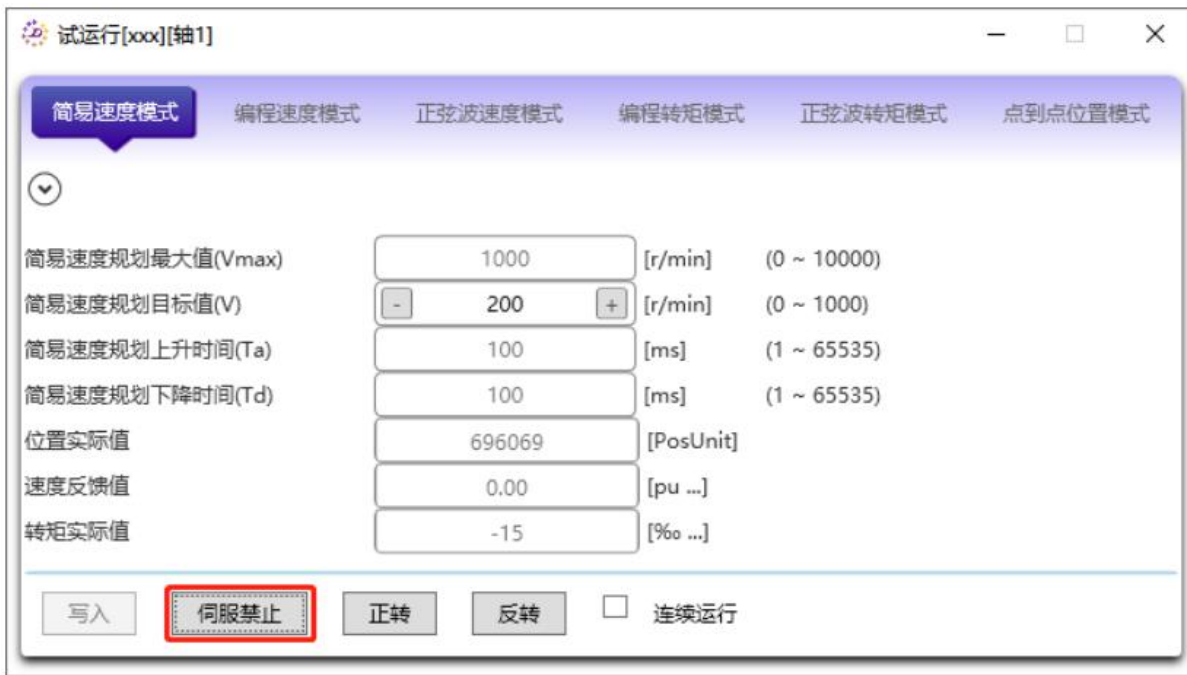 试运行[xxx][轴1]
简易速度模式 编程速度模式 正弦波速度模式 编程转矩模式 正弦波转矩模式 点到点位置模式
简易速度规划最大值(Vmax) 1000 [r/min] (0 ~ 10000)
简易速度规划目标值(V) - 200 + [r/min] (0 ~ 1000)
简易速度规划上升时间(Ta) 100 [ms] (1 ~ 65535)
简易速度规划下降时间(Td) 100 [ms] (1 ~ 65535)
位置实际值 696069 [PosUnit]
速度反馈值 0.00 [pu ...]
转矩实际值 -15 [‰ ...]
写入 伺服禁止 正转 反转 连续运行